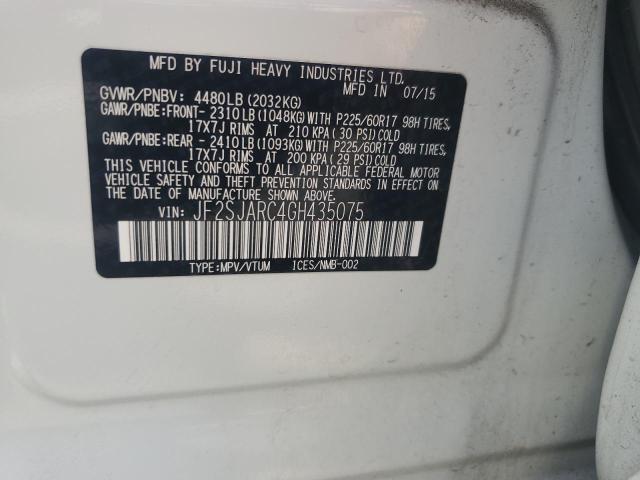 MFD BY FUJI HEAVY INDUSTRIES LTD.
MFD IN 07/15
GVWR/PNBV: 4480LB (2032KG)
GAWR/PNBE:FRONT- 2310LB (1048KG) WITH P225/60R17 98H TIRES,
17X7J RIMS AT 210 KPA (30 PSI) COLD
GAWR/PNBE:REAR - 2410LB (1093KG) WITH P225/60R17 98H TIRES,
17X7J RIMS AT 200 KPA (29 PSI) COLD
THIS VEHICLE CONFORMS TO ALL APPLICABLE FEDERAL MOTOR
VEHICLE SAFETY AND THEFT PREVENTION STANDARDS IN EFFECT ON THE
DATE OF MANUFACTURE SHOWN ABOVE.
VIN: JF2SJARC4GH435075
TYPE:MPV/VTUM ICES/NMB-002